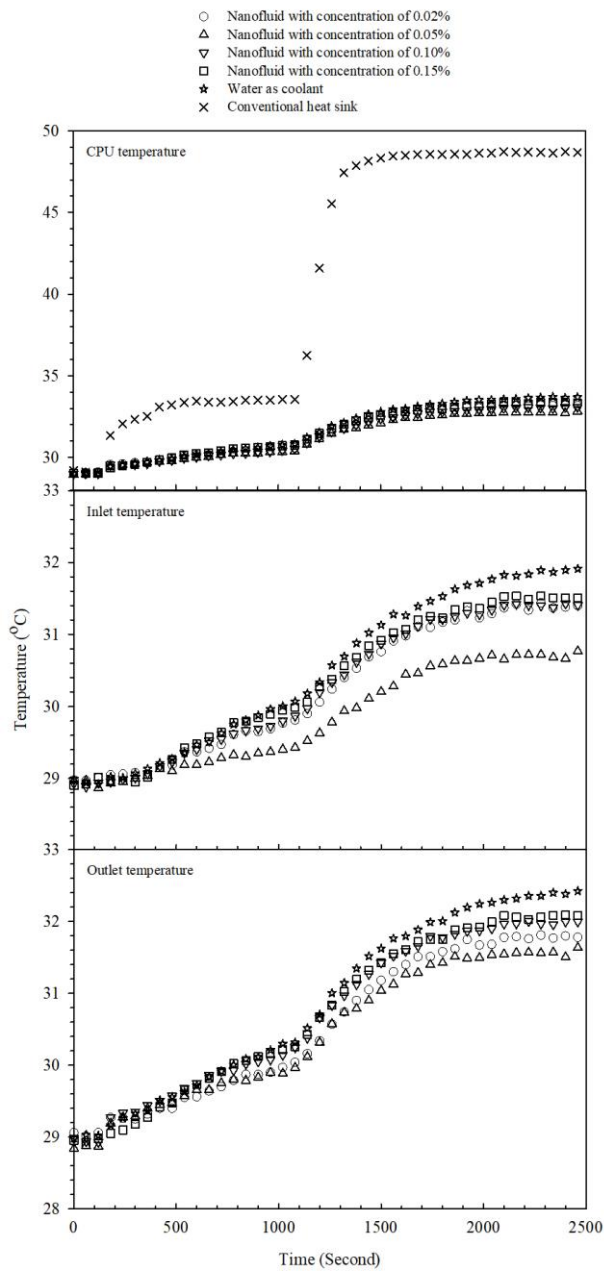 Nanofluid with concentration of 0.02%
Nanofluid with concentration of 0.05%
Nanofluid with concentration of 0.10%
Nanofluid with concentration of 0.15%
Water as coolant
Conventional heat sink
50
CPU temperature
45
40
35
30
33
Inlet temperature
32
31
30
29
Temperature (°C)
33
Outlet temperature
32
31
30
29
28
0 500 1000 1500 2000 2500
Time (Second)